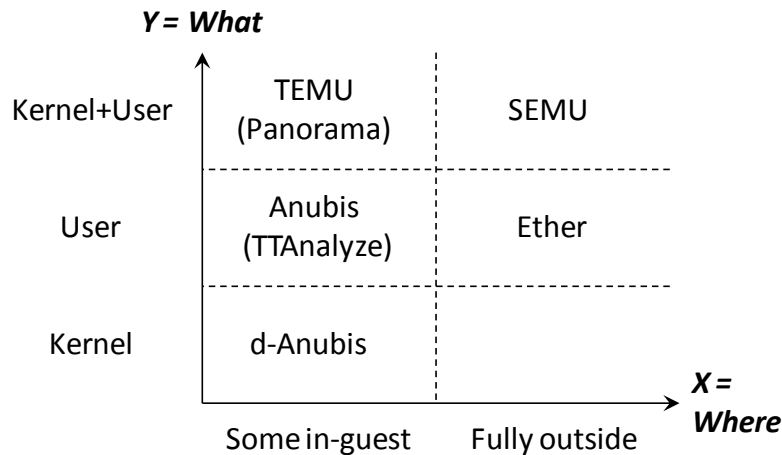 Y = What
Kernel+User
TEMU
(Panorama)
SEMU
User
Anubis
(TTAnalyze)
Ether
Kernel
d-Anubis
X =
Where
Some in-guest
Fully outside